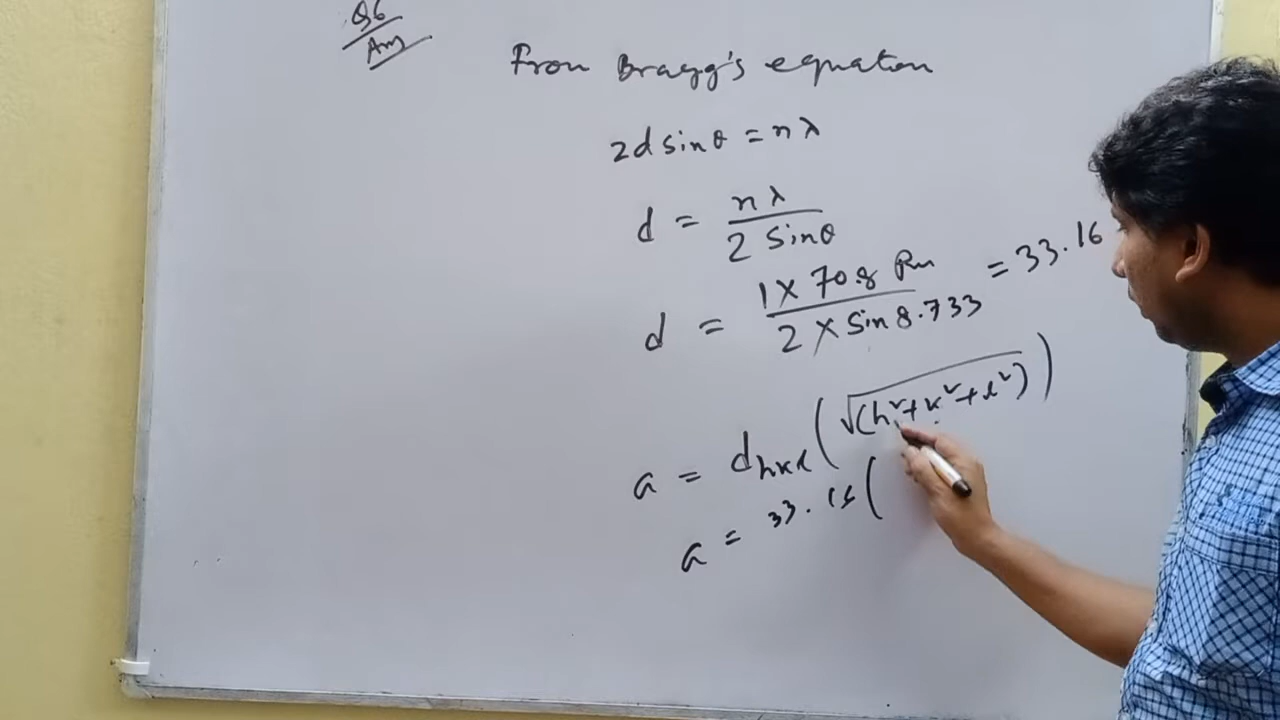 Q6
Ans
From Bragg's equation
2d sinθ = nλ
d = nλ / 2 Sinθ
d = 1 X 70.8 Pm / 2 X Sin 8.733 = 33.16
a = dhkl (√(h²+k²+l²))
a = 33.16 (